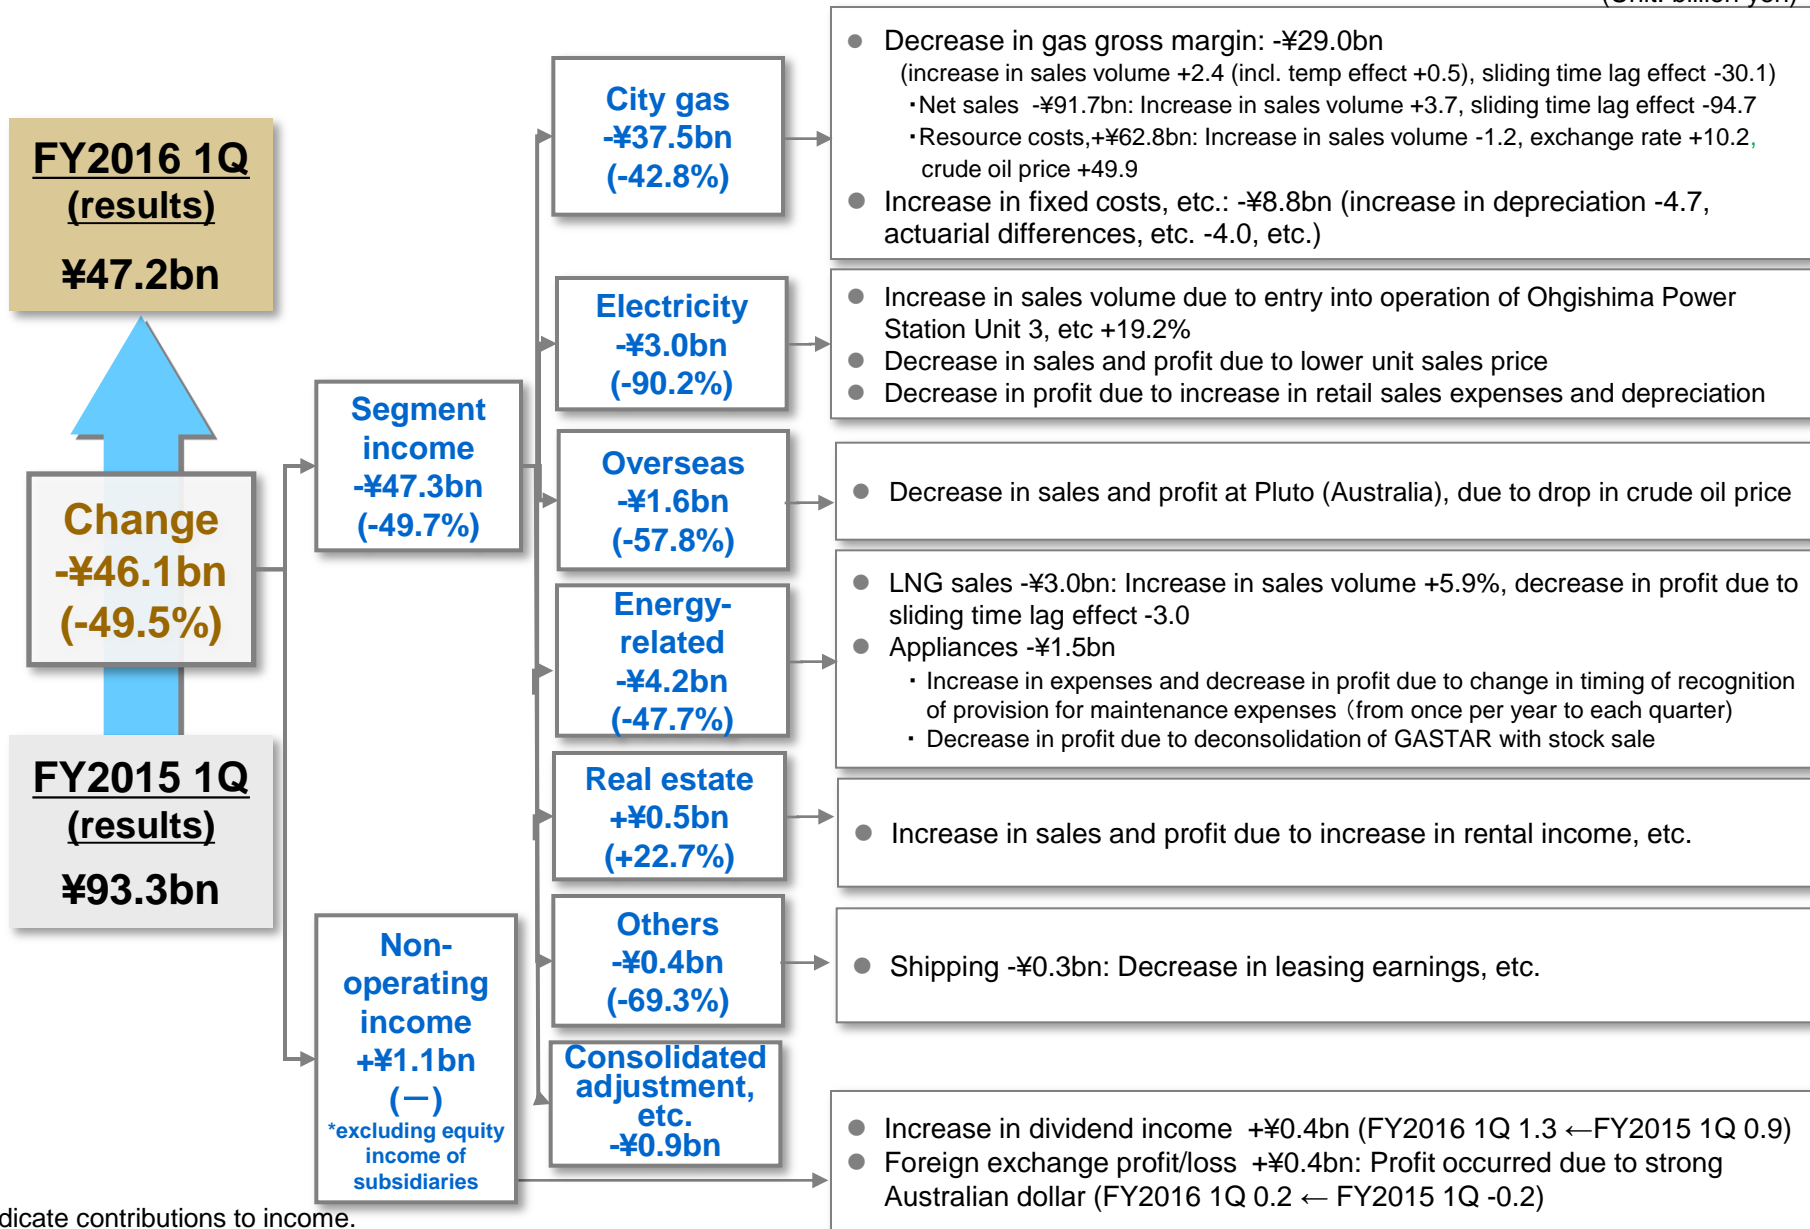 (Unit: billion yen)
FY2016 1Q
(results)
¥47.2bn
Change
-¥46.1bn
(-49.5%)
FY2015 1Q
(results)
¥93.3bn
Segment
income
-¥47.3bn
(-49.7%)
Non-
operating
income
+¥1.1bn
(－)
*excluding equity
income of
subsidiaries
City gas
-¥37.5bn
(-42.8%)
● Decrease in gas gross margin: -¥29.0bn
(increase in sales volume +2.4 (incl. temp effect +0.5), sliding time lag effect -30.1)
・Net sales -¥91.7bn: Increase in sales volume +3.7, sliding time lag effect -94.7
・Resource costs,+¥62.8bn: Increase in sales volume -1.2, exchange rate +10.2,
crude oil price +49.9
● Increase in fixed costs, etc.: -¥8.8bn (increase in depreciation -4.7,
actuarial differences, etc. -4.0, etc.)
Electricity
-¥3.0bn
(-90.2%)
● Increase in sales volume due to entry into operation of Ohgishima Power
Station Unit 3, etc +19.2%
● Decrease in sales and profit due to lower unit sales price
● Decrease in profit due to increase in retail sales expenses and depreciation
Overseas
-¥1.6bn
(-57.8%)
● Decrease in sales and profit at Pluto (Australia), due to drop in crude oil price
Energy-
related
-¥4.2bn
(-47.7%)
● LNG sales -¥3.0bn: Increase in sales volume +5.9%, decrease in profit due to
sliding time lag effect -3.0
● Appliances -¥1.5bn
・Increase in expenses and decrease in profit due to change in timing of recognition
of provision for maintenance expenses（from once per year to each quarter)
・Decrease in profit due to deconsolidation of GASTAR with stock sale
Real estate
+¥0.5bn
(+22.7%)
● Increase in sales and profit due to increase in rental income, etc.
Others
-¥0.4bn
(-69.3%)
● Shipping -¥0.3bn: Decrease in leasing earnings, etc.
Consolidated
adjustment,
etc.
-¥0.9bn
● Increase in dividend income +¥0.4bn (FY2016 1Q 1.3 ←FY2015 1Q 0.9)
● Foreign exchange profit/loss +¥0.4bn: Profit occurred due to strong
Australian dollar (FY2016 1Q 0.2 ← FY2015 1Q -0.2)
dicate contributions to income.